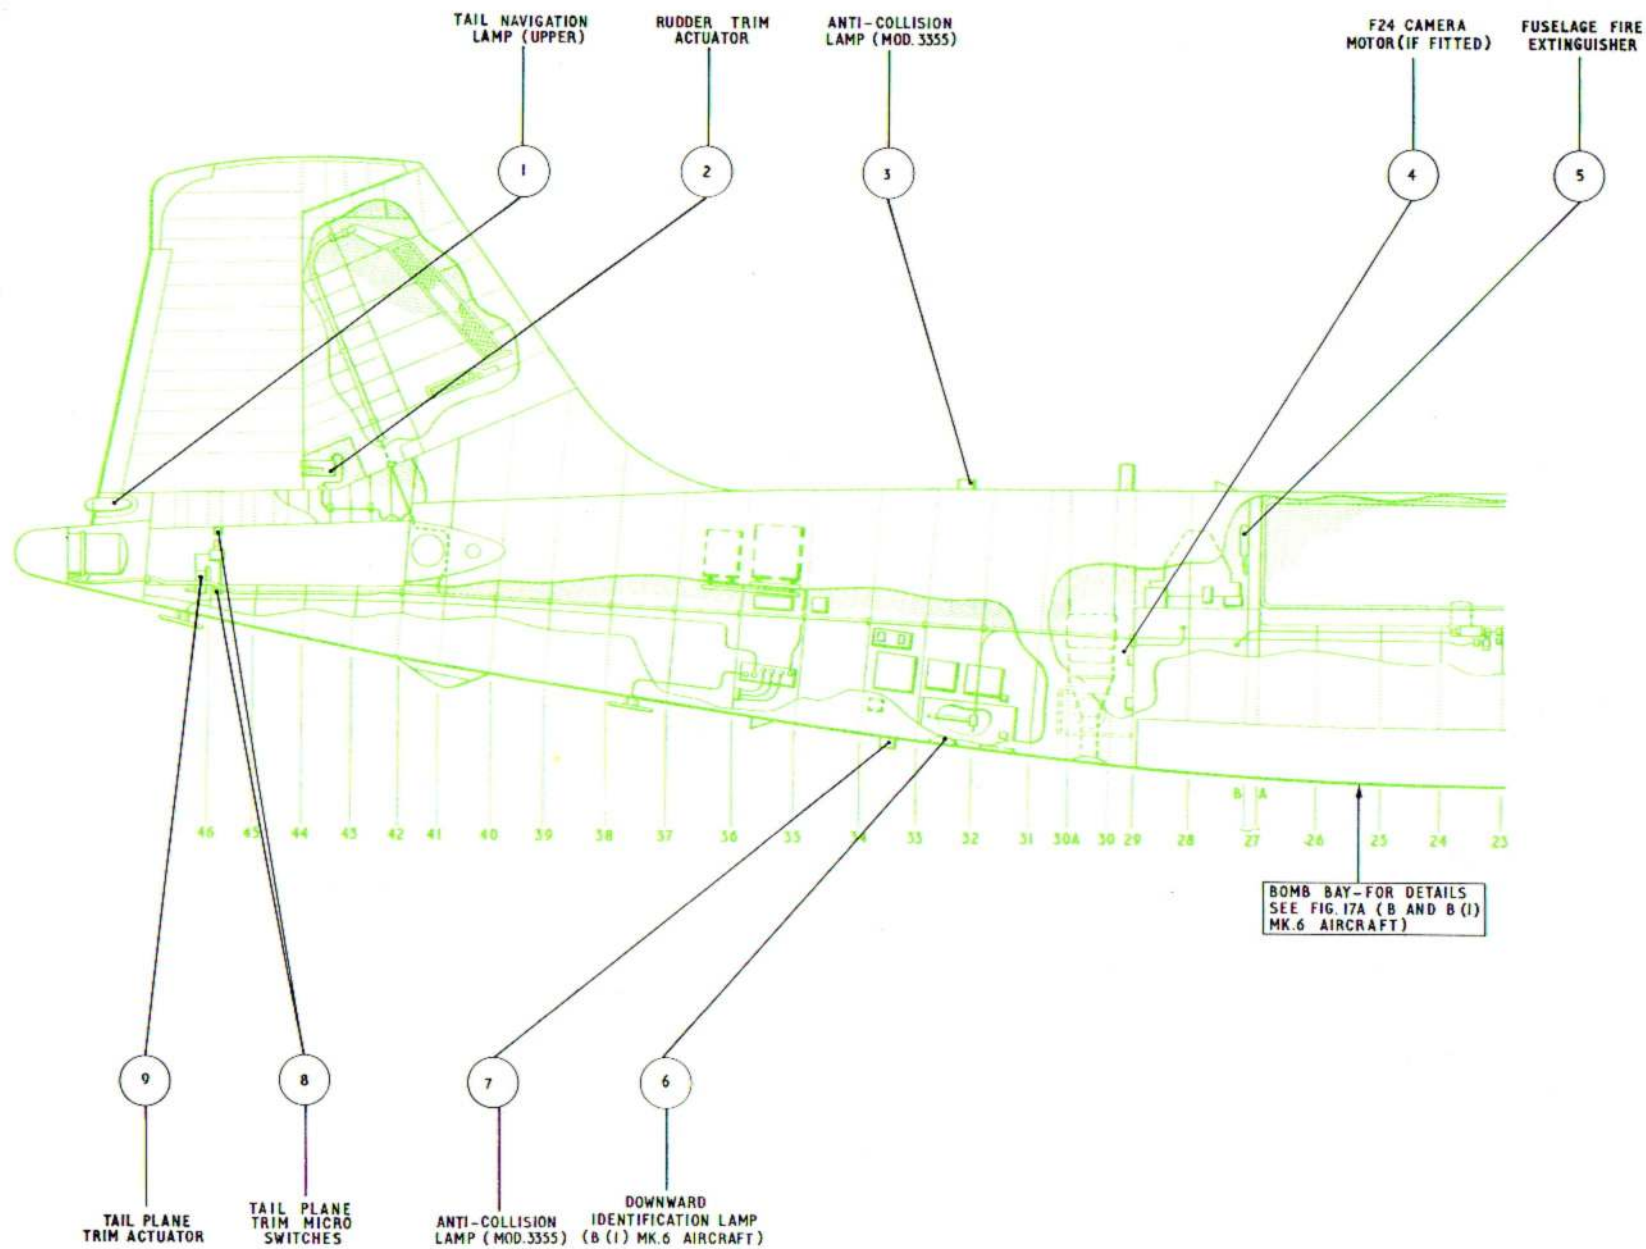 TAIL NAVIGATION
LAMP (UPPER)
RUDDER TRIM
ACTUATOR
ANTI-COLLISION
LAMP (MOD.3355)
F24 CAMERA
MOTOR(IF FITTED)
FUSELAGE FIRE
EXTINGUISHER
1
2
3
4
5
B A
46 45 44 43 42 41 40 39 38 37 36 35 34 33 32 31 30A 30 29 28 27 26 25 24 23
BOMB BAY-FOR DETAILS
SEE FIG.17A (B AND B(I)
MK.6 AIRCRAFT)
9
8
7
6
TAIL PLANE
TRIM ACTUATOR
TAIL PLANE
TRIM MICRO
SWITCHES
ANTI-COLLISION
LAMP (MOD.3355)
DOWNWARD
IDENTIFICATION LAMP
(B(I) MK.6 AIRCRAFT)